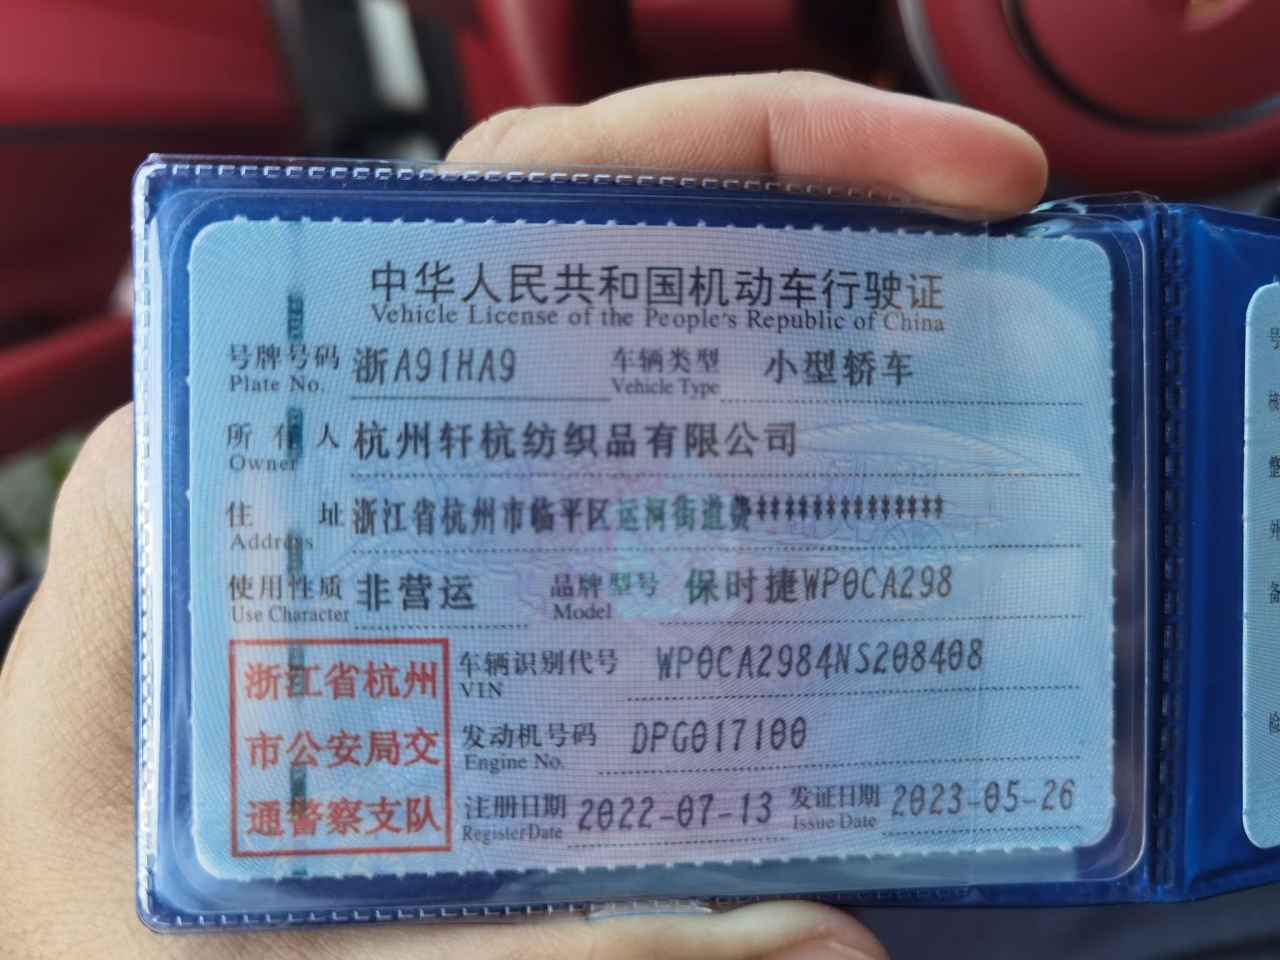 中华人民共和国机动车行驶证
Vehicle License of the People's Republic of China
号牌号码 浙A91HA9 车辆类型 小型轿车
Plate No. Vehicle Type
所有人 杭州轩杭纺织品有限公司
Owner
住址 浙江省杭州市临平区运河街道费**************
Address
使用性质 非营运 品牌型号 保时捷WP0CA298
Use Character Model
浙江省杭州
市公安局交
通警察支队
车辆识别代号 WP0CA2984NS208408
VIN
发动机号码 DPG017100
Engine No.
注册日期 2022-07-13 发证日期 2023-05-26
Register Date Issue Date
号